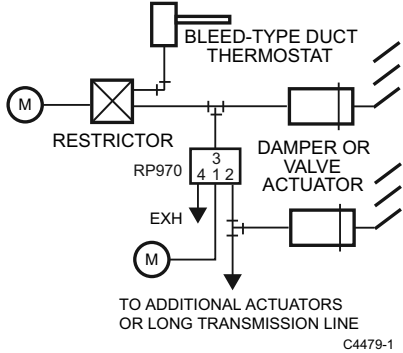 BLEED-TYPE DUCT
THERMOSTAT
M
RESTRICTOR
DAMPER OR
VALVE
ACTUATOR
RP970
3
4 1 2
EXH
M
TO ADDITIONAL ACTUATORS
OR LONG TRANSMISSION LINE
C4479-1